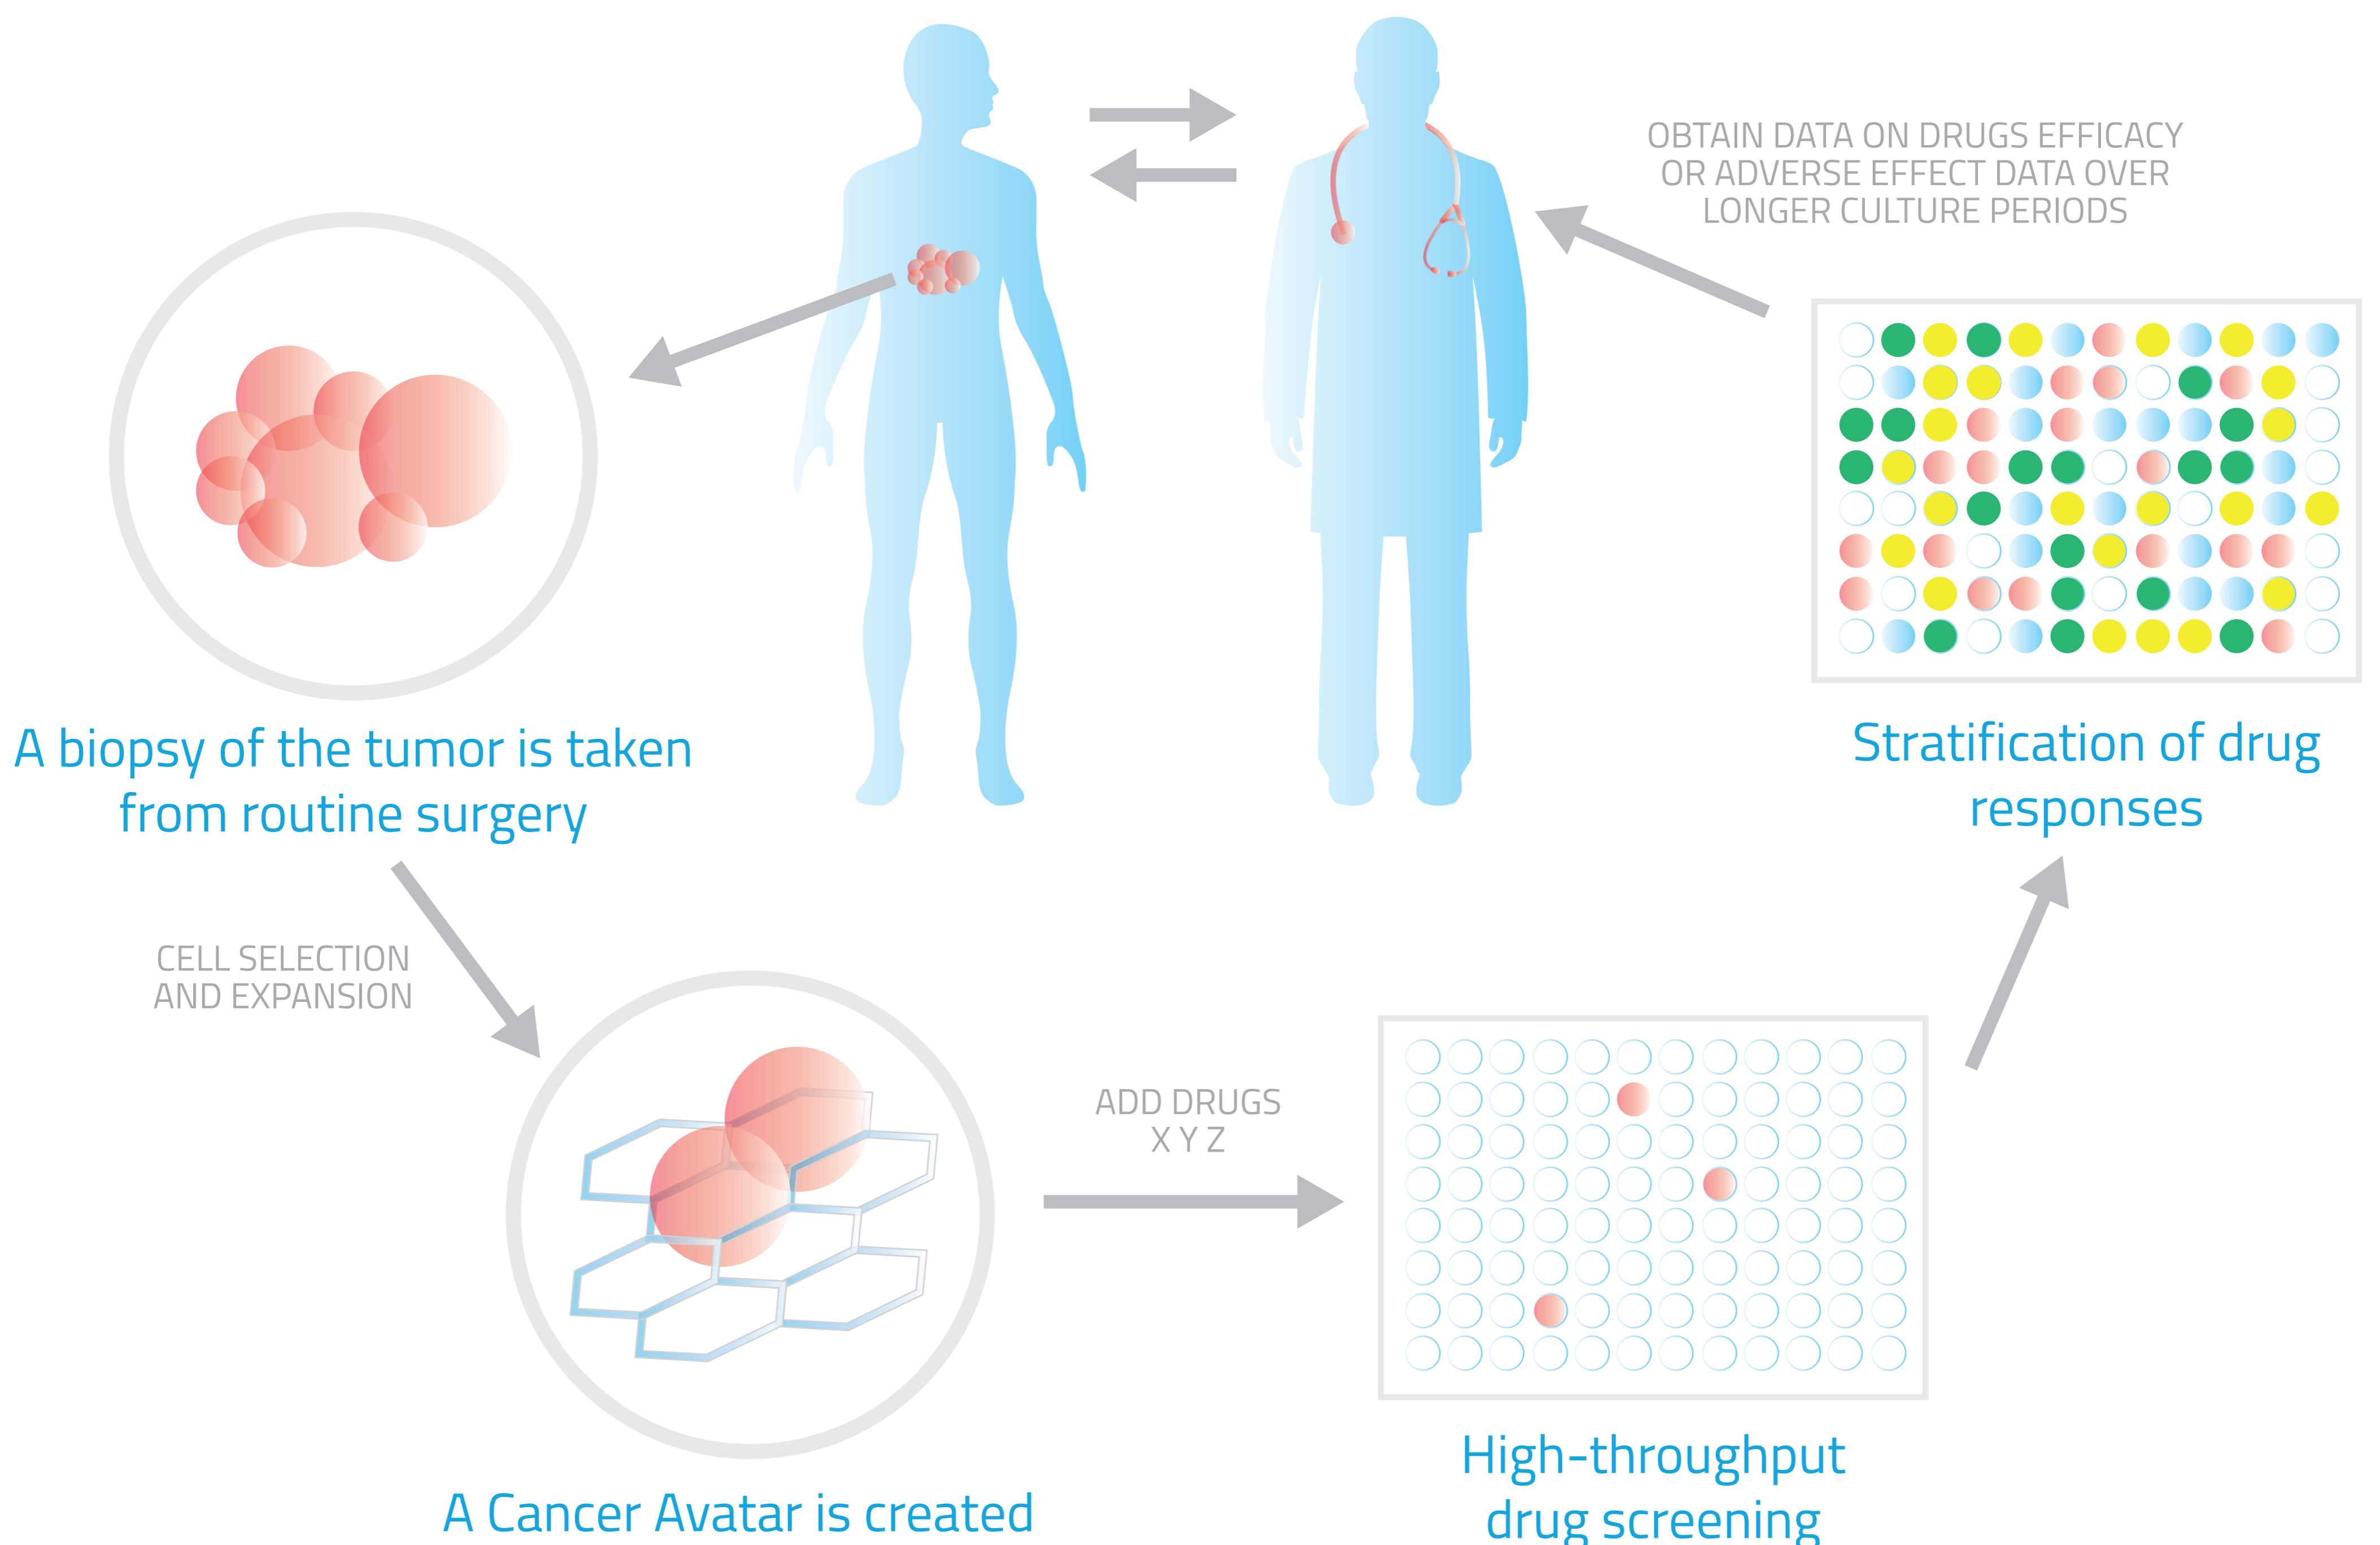 OBTAIN DATA ON DRUGS EFFICACY
OR ADVERSE EFFECT DATA OVER
LONGER CULTURE PERIODS
A biopsy of the tumor is taken
from routine surgery
Stratification of drug
responses
CELL SELECTION
AND EXPANSION
ADD DRUGS
X Y Z
A Cancer Avatar is created
High-throughput
drug screening